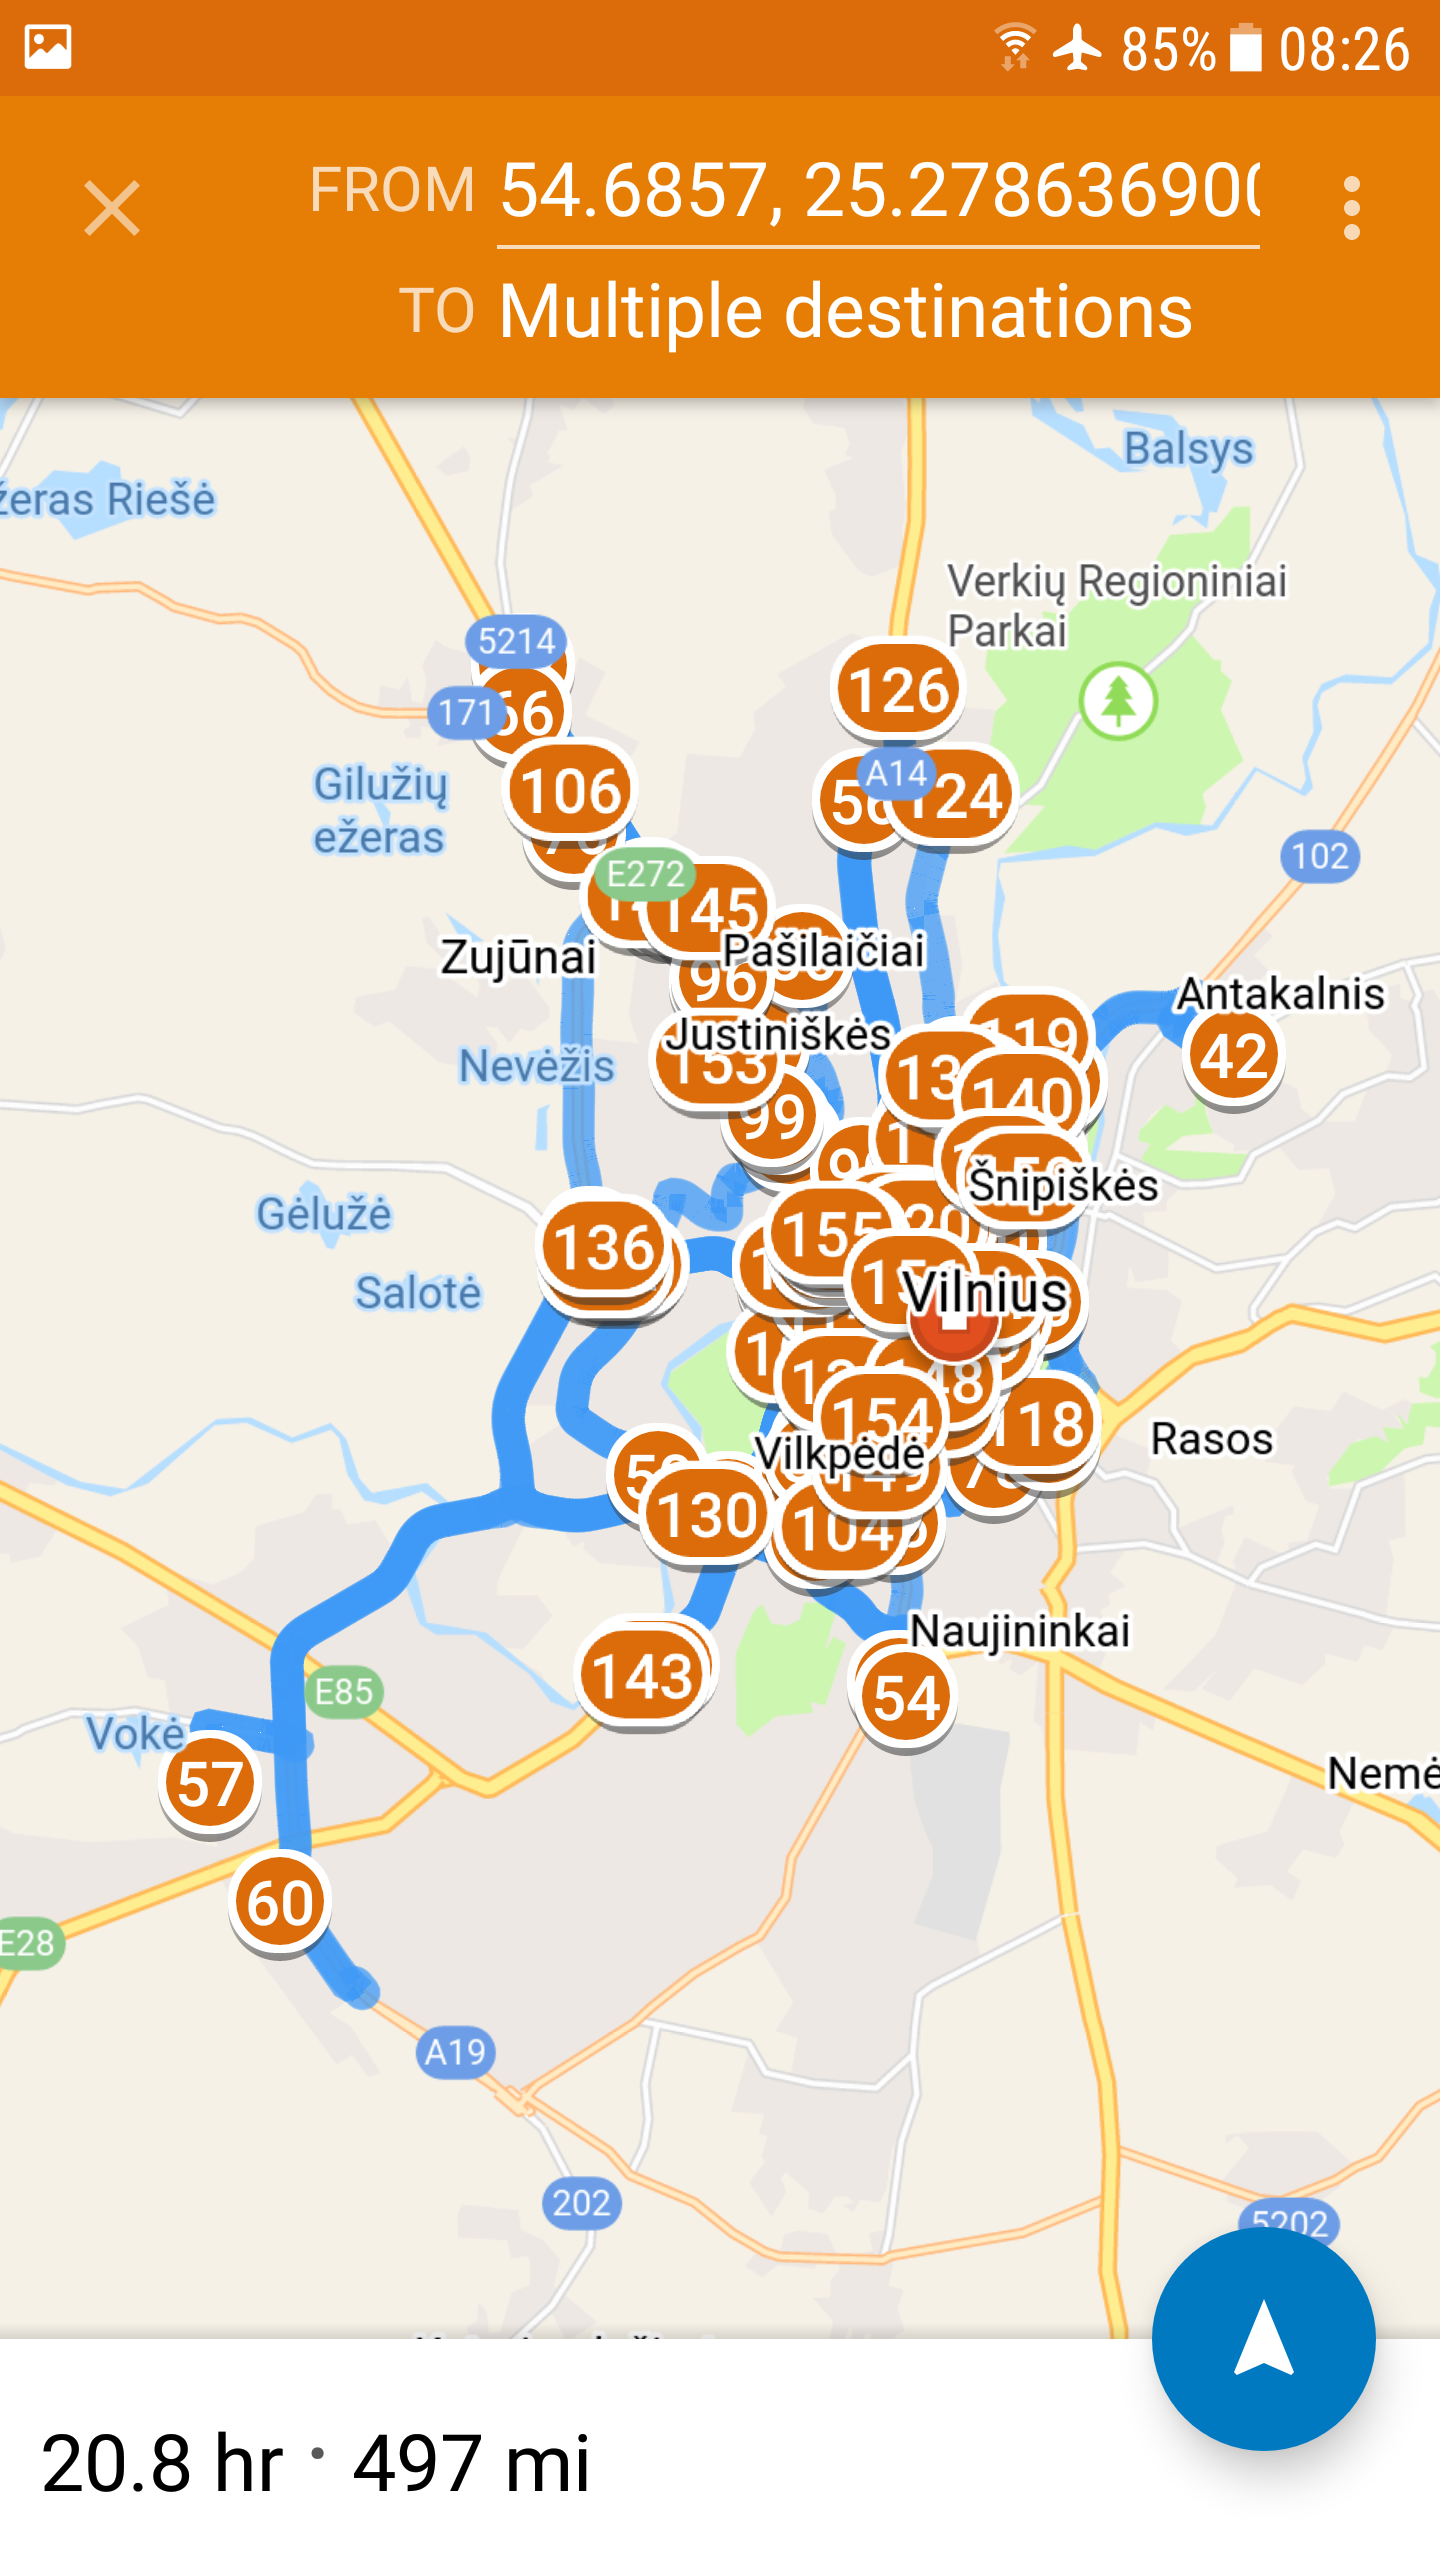 85% 08:26
FROM 54.6857, 25.27863690
TO Multiple destinations
Balsys
Riešė
Verkių Regioniniai
Parkai
5214
171
126
Gilužių
ežeras
106
A14
124
102
E272
145
Zujūnai
Pašilaičiai
96
Antakalnis
Justiniškės
119
42
Nevėžis
153
140
99
Šnipiškės
Gėlužė
136
155
Salotė
Vilnius
154
118
Rasos
Vilkpėdė
149
130
104
Naujininkai
143
E85
54
Vokė
57
60
E28
A19
202
5202
20.8 hr · 497 mi